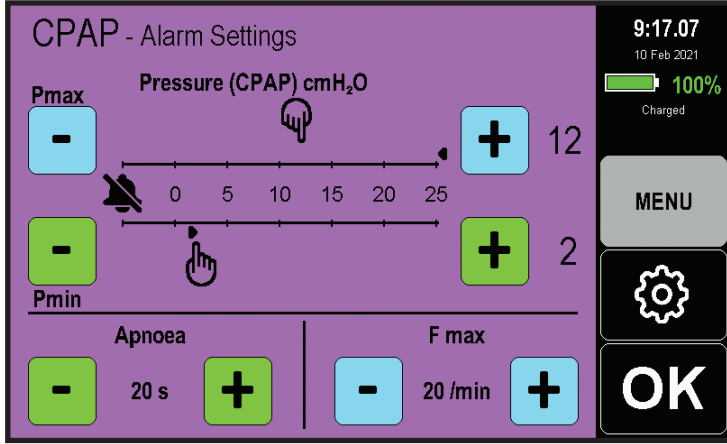 CPAP - Alarm Settings
Pressure (CPAP) cmH₂O
Pmax
- + 12
0 5 10 15 20 25
- + 2
Pmin
Apnoea
- 20 s +
F max
- 20 /min +
9:17.07
10 Feb 2021
100%
Charged
MENU
OK